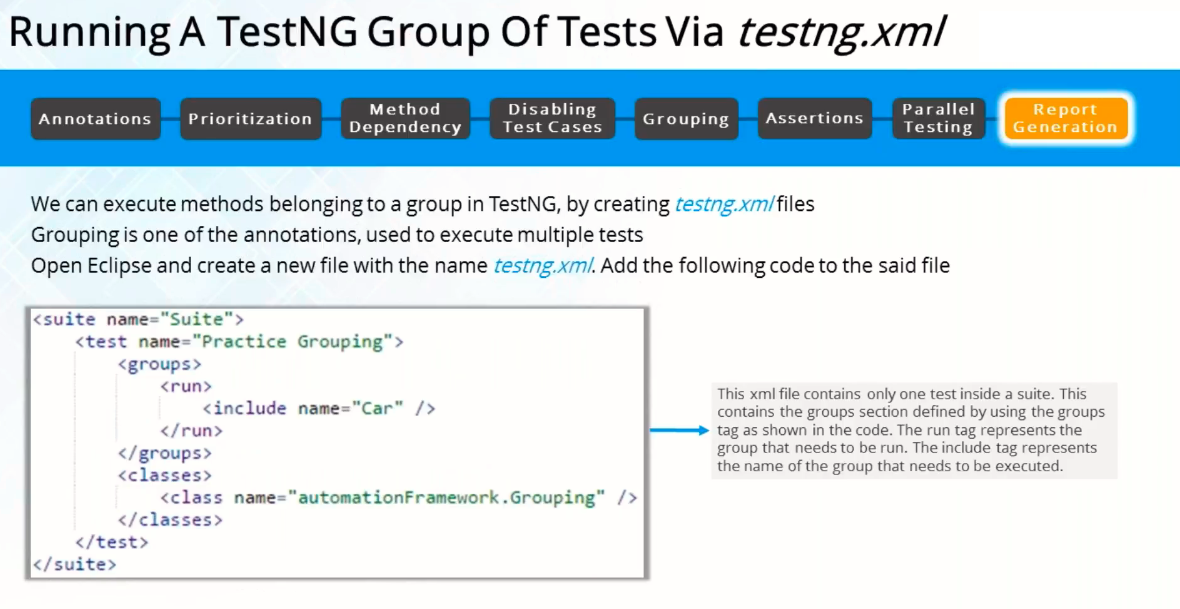 Running A TestNG Group Of Tests Via testng.xml
Annotations
Prioritization
Method
Dependency
Disabling
Test Cases
Grouping
Assertions
Parallel
Testing
Report
Generation
We can execute methods belonging to a group in TestNG, by creating testng.xml files
Grouping is one of the annotations, used to execute multiple tests
Open Eclipse and create a new file with the name testng.xml. Add the following code to the said file
<suite name="Suite">
<test name="Practice Grouping">
<groups>
<run>
<include name="Car" />
</run>
</groups>
<classes>
<class name="automationFramework.Grouping" />
</classes>
</test>
</suite>
This xml file contains only one test inside a suite. This
contains the groups section defined by using the groups
tag as shown in the code. The run tag represents the
group that needs to be run. The include tag represents
the name of the group that needs to be executed.